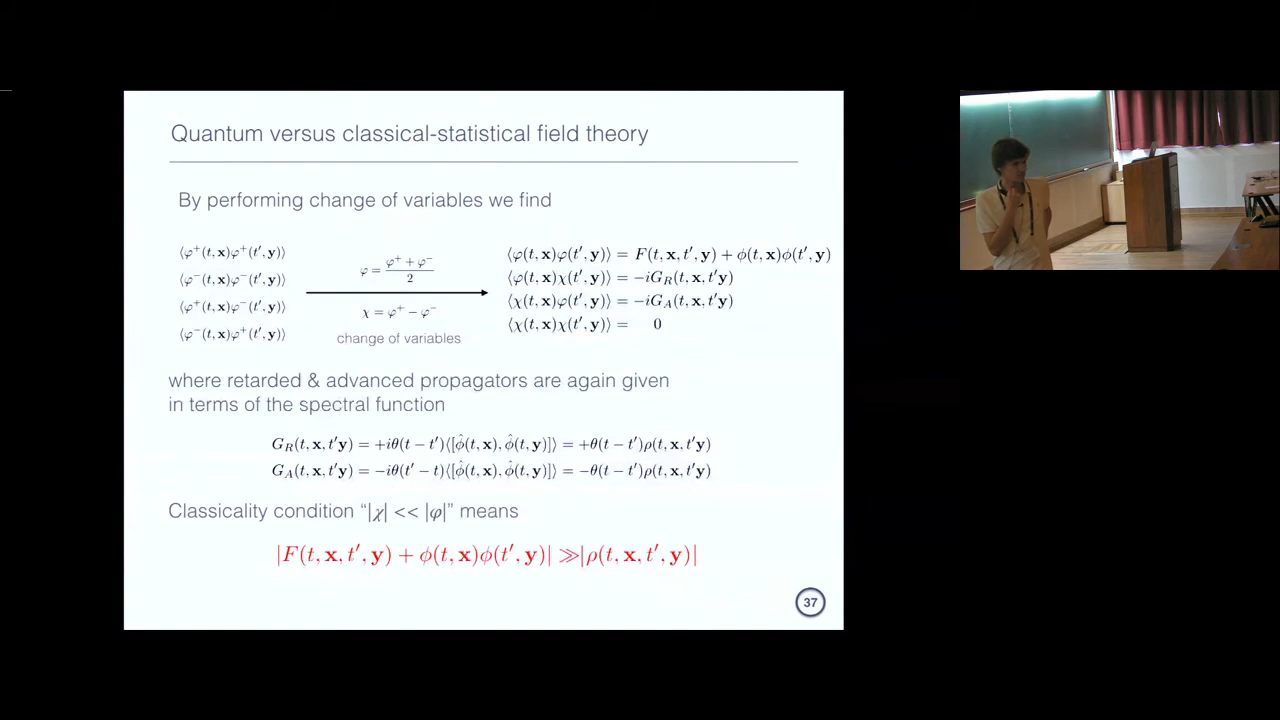 Quantum versus classical-statistical field theory
By performing change of variables we find
⟨φ⁺(t, x)φ⁺(t′, y)⟩
⟨φ⁻(t, x)φ⁻(t′, y)⟩
⟨φ⁺(t, x)φ⁻(t′, y)⟩
⟨φ⁻(t, x)φ⁺(t′, y)⟩
φ = (φ⁺ + φ⁻)/2
χ = φ⁺ − φ⁻
change of variables
⟨φ(t, x)φ(t′, y)⟩ = F(t, x, t′, y) + ϕ(t, x)ϕ(t′, y)
⟨φ(t, x)χ(t′, y)⟩ = −iG_R(t, x, t′y)
⟨χ(t, x)φ(t′, y)⟩ = −iG_A(t, x, t′y)
⟨χ(t, x)χ(t′, y)⟩ = 0
where retarded & advanced propagators are again given
in terms of the spectral function
G_R(t, x, t′y) = +iθ(t − t′)⟨[ϕ̂(t, x), ϕ̂(t, y)]⟩ = +θ(t − t′)ρ(t, x, t′y)
G_A(t, x, t′y) = −iθ(t′ − t)⟨[ϕ̂(t, x), ϕ̂(t, y)]⟩ = −θ(t − t′)ρ(t, x, t′y)
Classicality condition “|χ| << |φ|” means
|F(t, x, t′, y) + ϕ(t, x)ϕ(t′, y)| ≫|ρ(t, x, t′, y)|
37